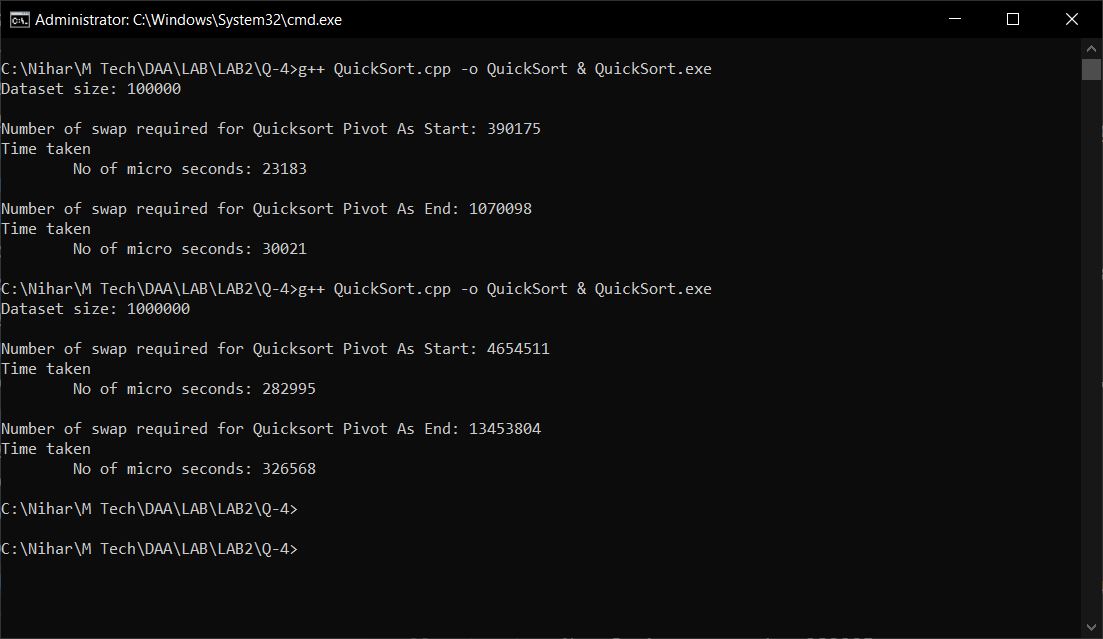 Administrator: C:\Windows\System32\cmd.exe
C:\Nihar\M Tech\DAA\LAB\LAB2\Q-4>g++ QuickSort.cpp -o QuickSort & QuickSort.exe
Dataset size: 100000
Number of swap required for Quicksort Pivot As Start: 390175
Time taken
No of micro seconds: 23183
Number of swap required for Quicksort Pivot As End: 1070098
Time taken
No of micro seconds: 30021
C:\Nihar\M Tech\DAA\LAB\LAB2\Q-4>g++ QuickSort.cpp -o QuickSort & QuickSort.exe
Dataset size: 1000000
Number of swap required for Quicksort Pivot As Start: 4654511
Time taken
No of micro seconds: 282995
Number of swap required for Quicksort Pivot As End: 13453804
Time taken
No of micro seconds: 326568
C:\Nihar\M Tech\DAA\LAB\LAB2\Q-4>
C:\Nihar\M Tech\DAA\LAB\LAB2\Q-4>